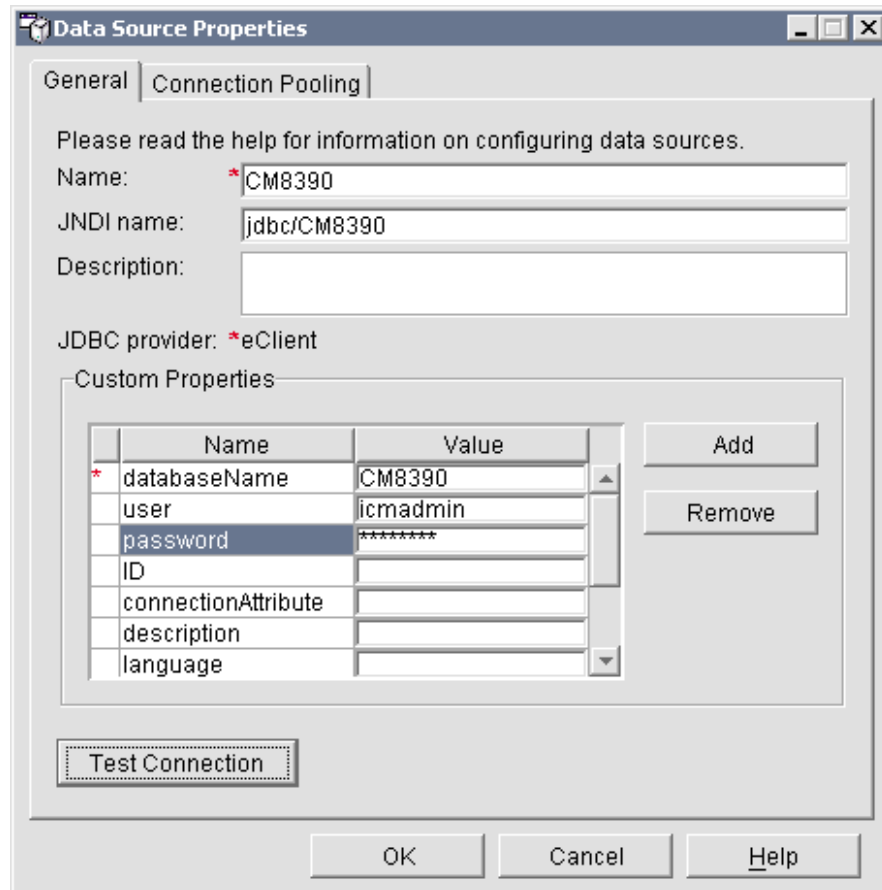 Data Source Properties
General Connection Pooling
Please read the help for information on configuring data sources.
Name: *CM8390
JNDI name: jdbc/CM8390
Description:
JDBC provider: *eClient
Custom Properties
Name Value
* databaseName CM8390
user icmadmin
password ********
ID
connectionAttribute
description
language
Add
Remove
Test Connection
OK Cancel Help